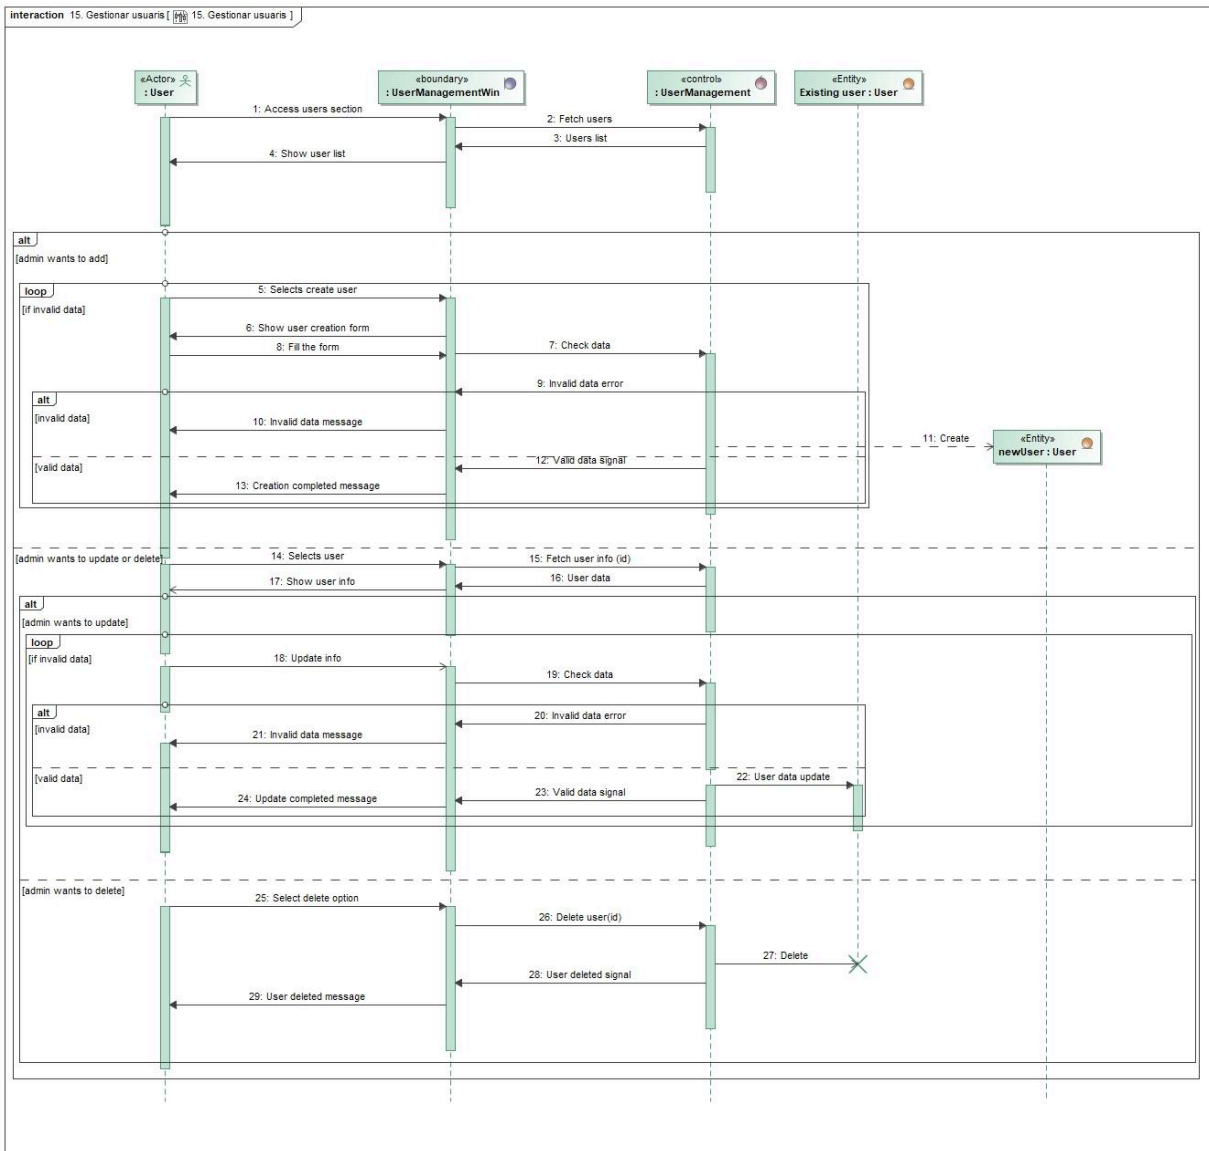 interaction 15. Gestionar usuaris [ 15. Gestionar usuaris ]
«Actor»
: User
«boundary»
: UserManagementWin
«control»
: UserManagement
«Entity»
Existing user : User
1: Access users section
2: Fetch users
3: Users list
4: Show user list
alt
[admin wants to add]
loop
5: Selects create user
[if invalid data]
6: Show user creation form
7: Check data
8: Fill the form
9: Invalid data error
alt
[invalid data]
10: Invalid data message
11: Create
«Entity»
newUser : User
[valid data]
12: Valid data signal
13: Creation completed message
[admin wants to update or delete]
14: Selects user
15: Fetch user info (id)
16: User data
17: Show user info
alt
[admin wants to update]
loop
[if invalid data]
18: Update info
19: Check data
alt
20: Invalid data error
[invalid data]
21: Invalid data message
[valid data]
22: User data update
23: Valid data signal
24: Update completed message
[admin wants to delete]
25: Select delete option
26: Delete user(id)
27: Delete
28: User deleted signal
29: User deleted message